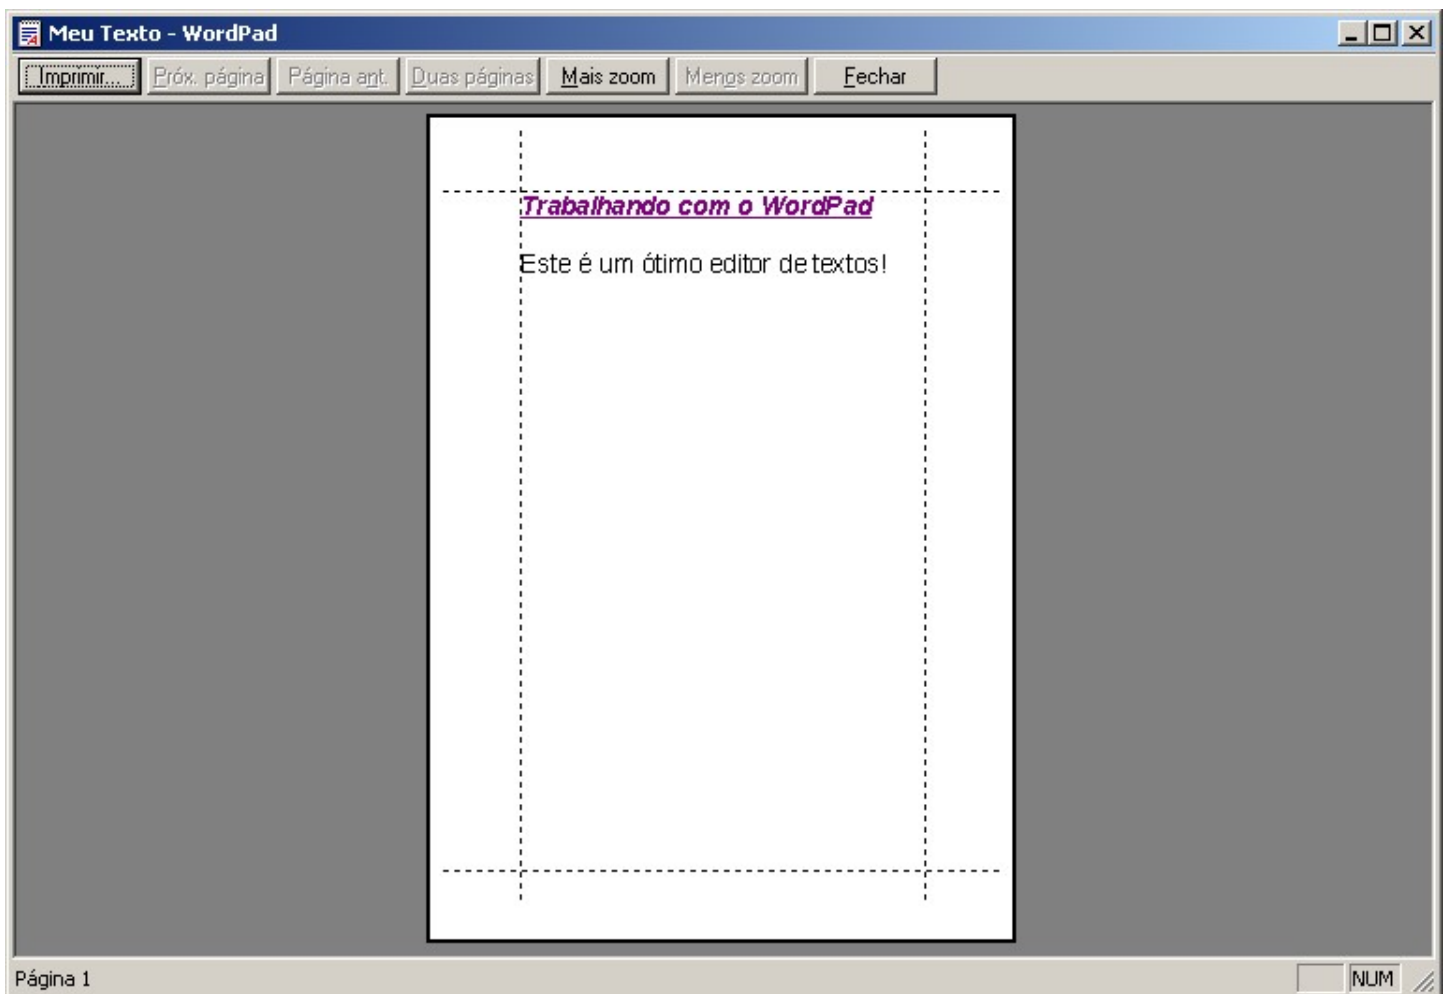 Meu Texto - WordPad
Imprimir... Próx. página Página ant. Duas páginas Mais zoom Menos zoom Fechar
Trabalhando com o WordPad
Este é um ótimo editor de textos!
Página 1 NUM